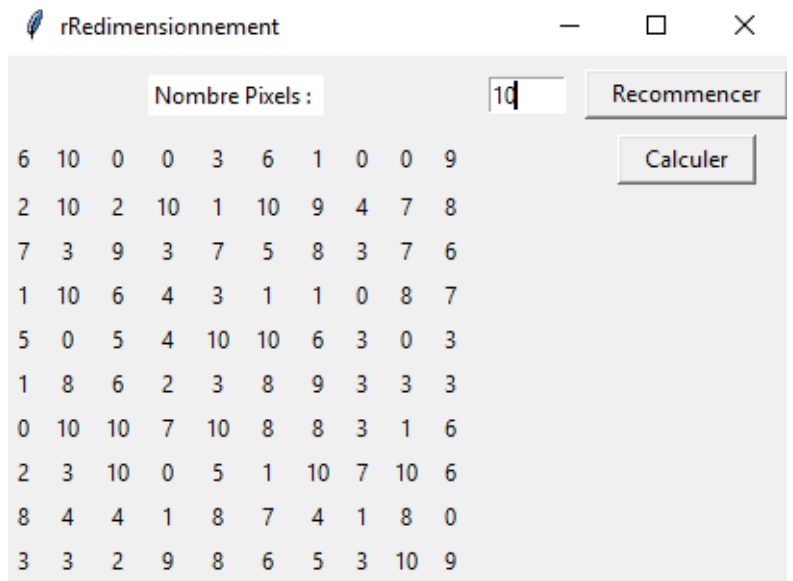 rRedimensionnement
Nombre Pixels : 10 Recommencer
6 10 0 0 3 6 1 0 0 9 Calculer
2 10 2 10 1 10 9 4 7 8
7 3 9 3 7 5 8 3 7 6
1 10 6 4 3 1 1 0 8 7
5 0 5 4 10 10 6 3 0 3
1 8 6 2 3 8 9 3 3 3
0 10 10 7 10 8 8 3 1 6
2 3 10 0 5 1 10 7 10 6
8 4 4 1 8 7 4 1 8 0
3 3 2 9 8 6 5 3 10 9